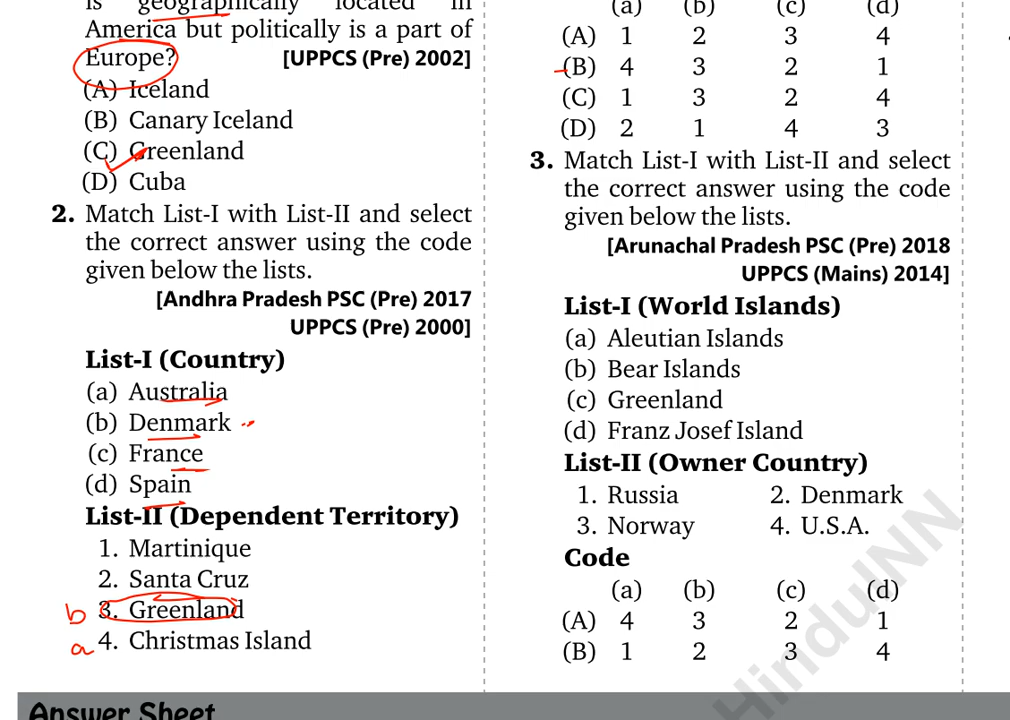 is geographically located in
America but politically is a part of
Europe? [UPPCS (Pre) 2002]
(A) Iceland
(B) Canary Iceland
(C) Greenland
(D) Cuba
2. Match List-I with List-II and select
the correct answer using the code
given below the lists.
[Andhra Pradesh PSC (Pre) 2017
UPPCS (Pre) 2000]
List-I (Country)
(a) Australia
(b) Denmark
(c) France
(d) Spain
List-II (Dependent Territory)
1. Martinique
2. Santa Cruz
b 3. Greenland
a 4. Christmas Island
(a) (b) (c) (d)
(A) 1 2 3 4
(B) 4 3 2 1
(C) 1 3 2 4
(D) 2 1 4 3
3. Match List-I with List-II and select
the correct answer using the code
given below the lists.
[Arunachal Pradesh PSC (Pre) 2018
UPPCS (Mains) 2014]
List-I (World Islands)
(a) Aleutian Islands
(b) Bear Islands
(c) Greenland
(d) Franz Josef Island
List-II (Owner Country)
1. Russia 2. Denmark
3. Norway 4. U.S.A.
Code
(a) (b) (c) (d)
(A) 4 3 2 1
(B) 1 2 3 4
HinduINN
Answer Sheet